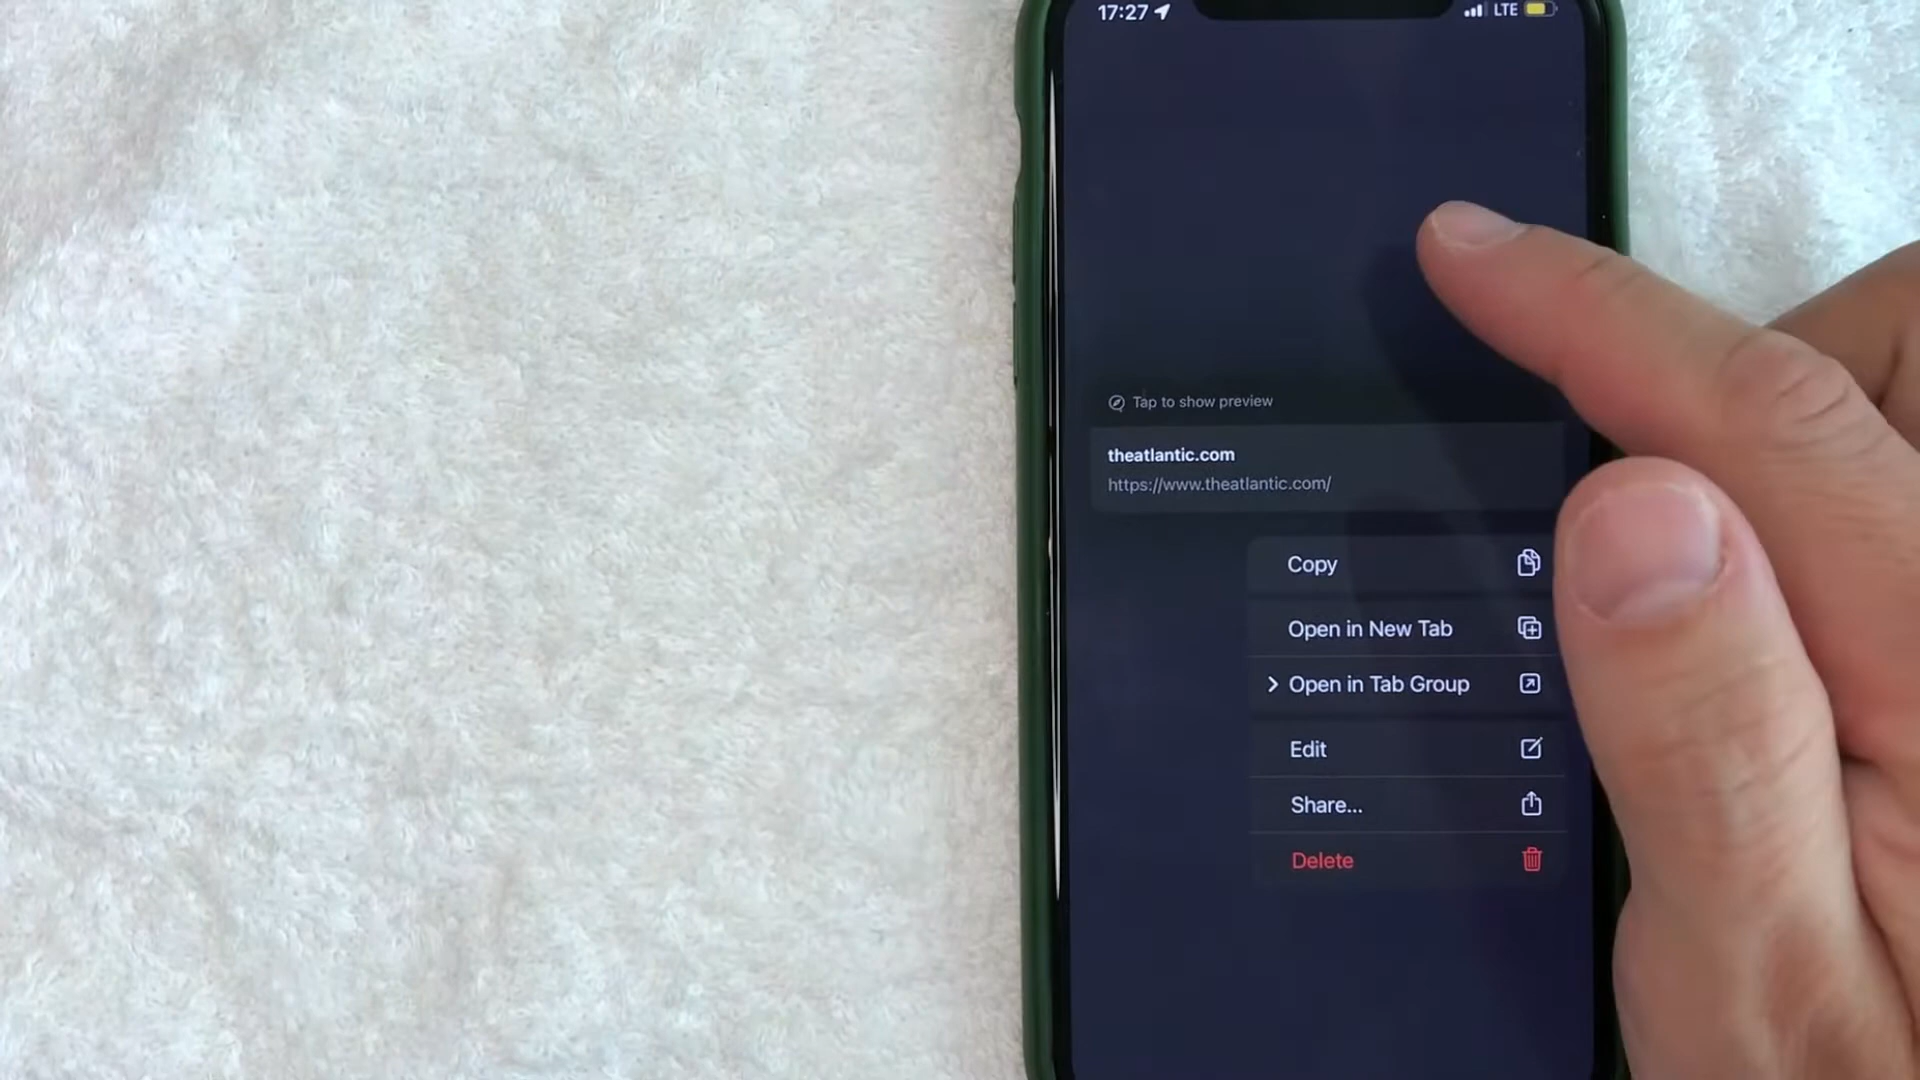 17:27
LTE
Tap to show preview
theatlantic.com
https://www.theatlantic.com/
Copy
Open in New Tab
Open in Tab Group
Edit
Share...
Delete